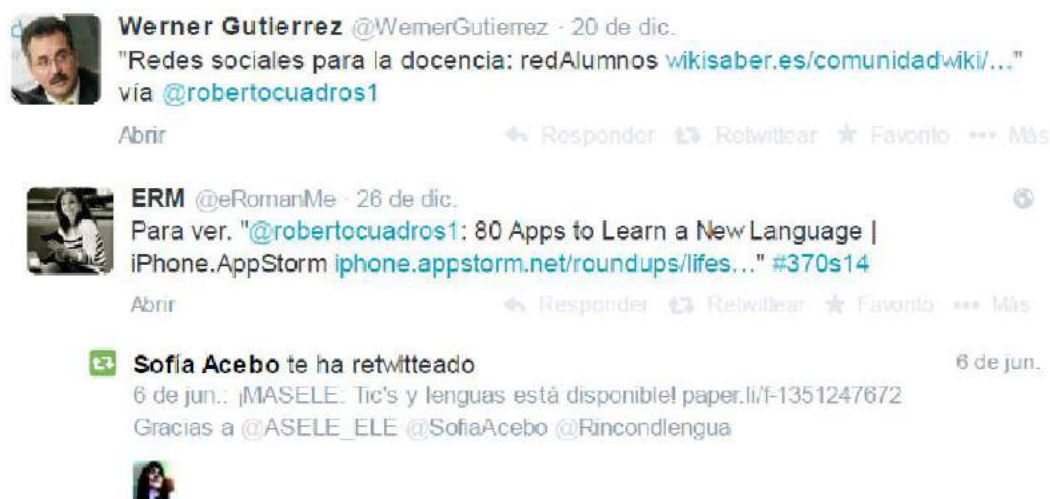 Werner Gutierrez @WernerGutierrez · 20 de dic.
"Redes sociales para la docencia: redAlumnos wikisaber.es/comunidadwiki/..."
vía @robertocuadros1
Abrir Responder Retwittear Favorito Más
ERM @eRomanMe · 26 de dic.
Para ver. "@robertocuadros1: 80 Apps to Learn a New Language |
iPhone.AppStorm iphone.appstorm.net/roundups/lifes..." #370s14
Abrir Responder Retwittear Favorito Más
Sofía Acebo te ha retwitteado 6 de jun.
6 de jun.: ¡MASELE: Tic's y lenguas está disponible! paper.li/f-1351247672
Gracias a @ASELE_ELE @SofiaAcebo @Rincondlengua